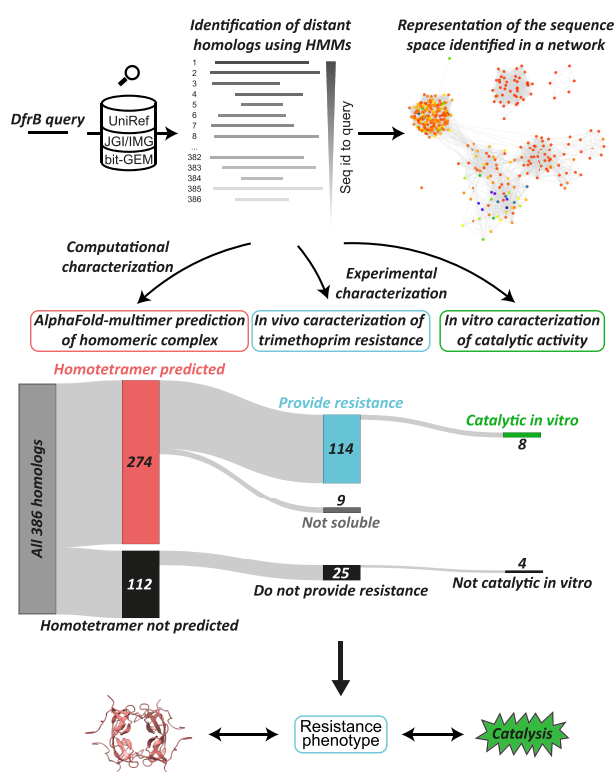 Identification of distant
homologs using HMMs
Representation of the sequence
space identified in a network
DfrB query
UniRef
JGI/IMG
bit-GEM
1
2
3
4
5
6
7
8
...
382
383
384
385
386
Seq id to query
Computational
characterization
Experimental
characterization
AlphaFold-multimer prediction
of homomeric complex
In vivo caracterization of
trimethoprim resistance
In vitro caracterization
of catalytic activity
Homotetramer predicted
Provide resistance
Catalytic in vitro
8
All 386 homologs
274
114
9
Not soluble
112
25
4
Do not provide resistance
Not catalytic in vitro
Homotetramer not predicted
Resistance
phenotype
Catalysis